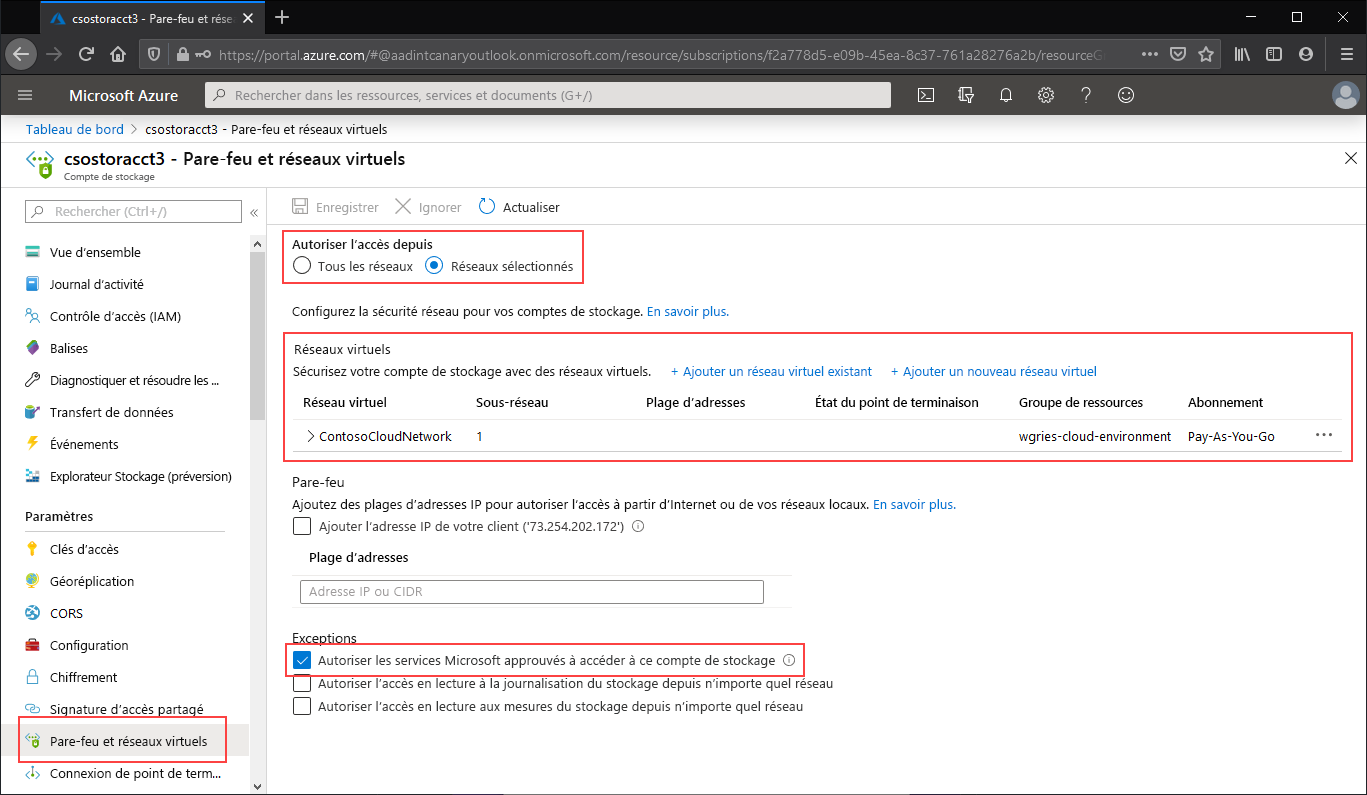 csostoracct3 - Pare-feu et rése
https://portal.azure.com/#@aadintcanaryoutlook.onmicrosoft.com/resource/subscriptions/f2a778d5-e09b-45ea-8c37-761a28276a2b/resourceG
Microsoft Azure
Rechercher dans les ressources, services et documents (G+/)
Tableau de bord > csostoracct3 - Pare-feu et réseaux virtuels
csostoracct3 - Pare-feu et réseaux virtuels
Compte de stockage
Rechercher (Ctrl+/)
«
Vue d'ensemble
Journal d'activité
Contrôle d'accès (IAM)
Balises
Diagnostiquer et résoudre les ...
Transfert de données
Événements
Explorateur Stockage (préversion)
Paramètres
Clés d'accès
Géoréplication
CORS
Configuration
Chiffrement
Signature d'accès partagé
Pare-feu et réseaux virtuels
Connexion de point de term...
Enregistrer Ignorer Actualiser
Autoriser l'accès depuis
Tous les réseaux Réseaux sélectionnés
Configurez la sécurité réseau pour vos comptes de stockage. En savoir plus.
Réseaux virtuels
Sécurisez votre compte de stockage avec des réseaux virtuels. + Ajouter un réseau virtuel existant + Ajouter un nouveau réseau virtuel
Réseau virtuel Sous-réseau Plage d'adresses État du point de terminaison Groupe de ressources Abonnement
ContosoCloudNetwork 1 wgries-cloud-environment Pay-As-You-Go ...
Pare-feu
Ajoutez des plages d'adresses IP pour autoriser l'accès à partir d'Internet ou de vos réseaux locaux. En savoir plus.
Ajouter l'adresse IP de votre client ('73.254.202.172')
Plage d'adresses
Adresse IP ou CIDR
Exceptions
Autoriser les services Microsoft approuvés à accéder à ce compte de stockage
Autoriser l'accès en lecture à la journalisation du stockage depuis n'importe quel réseau
Autoriser l'accès en lecture aux mesures du stockage depuis n'importe quel réseau